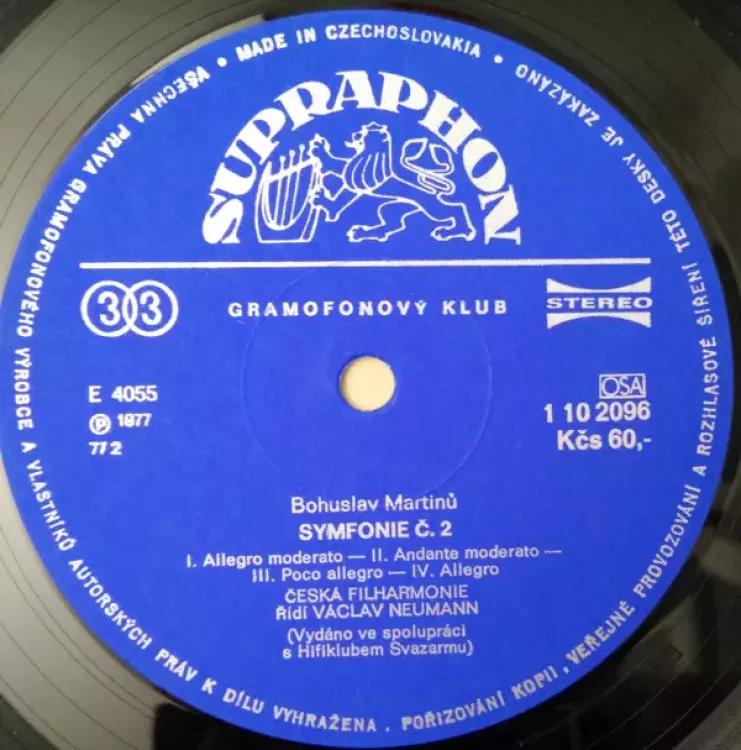 VŠECHNA PRÁVA GRAMOFONOVÉHO VÝROBCE A VLASTNÍKŮ AUTORSKÝCH PRÁV K DÍLU VYHRAŽENA. POŘIZOVÁNÍ KOPIÍ, VEŘEJNÉ PROVOZOVÁNÍ A ROZHLASOVÉ ŠÍŘENÍ TÉTO DESKY JE ZAKÁZÁNO • MADE IN CZECHOSLOVAKIA •
SUPRAPHON
33 GRAMOFONOVÝ KLUB STEREO
E 4055 OSA
Ⓟ 1977 1 10 2096
77 2 Kčs 60,-
Bohuslav Martinů
SYMFONIE Č. 2
I. Allegro moderato — II. Andante moderato —
III. Poco allegro — IV. Allegro
ČESKÁ FILHARMONIE
Řídí VÁCLAV NEUMANN
(Vydáno ve spolupráci
s Hifiklubem Svazarmu)